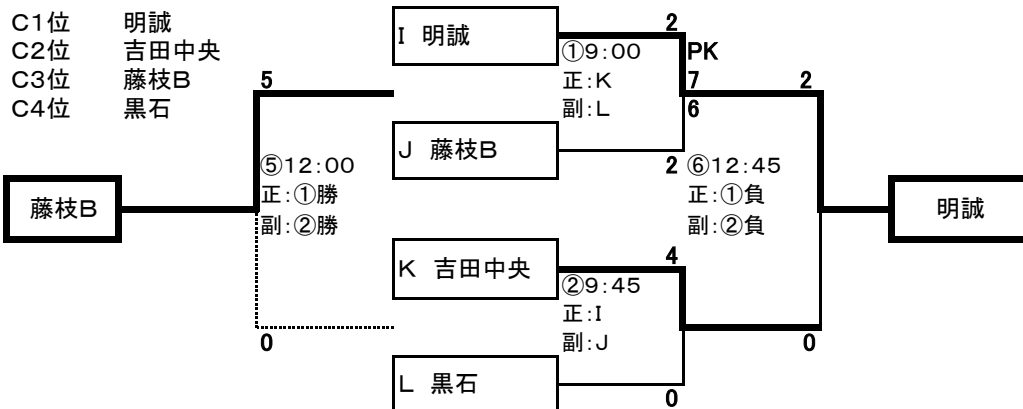 C1位　明誠
C2位　吉田中央
C3位　藤枝B
C4位　黒石
I 明誠
2
①9:00
正:K
副:L
PK
7
6
J 藤枝B
2
5
⑤12:00
正:①勝
副:②勝
0
藤枝B
2
⑥12:45
正:①負
副:②負
0
明誠
K 吉田中央
4
②9:45
正:I
副:J
L 黒石
0